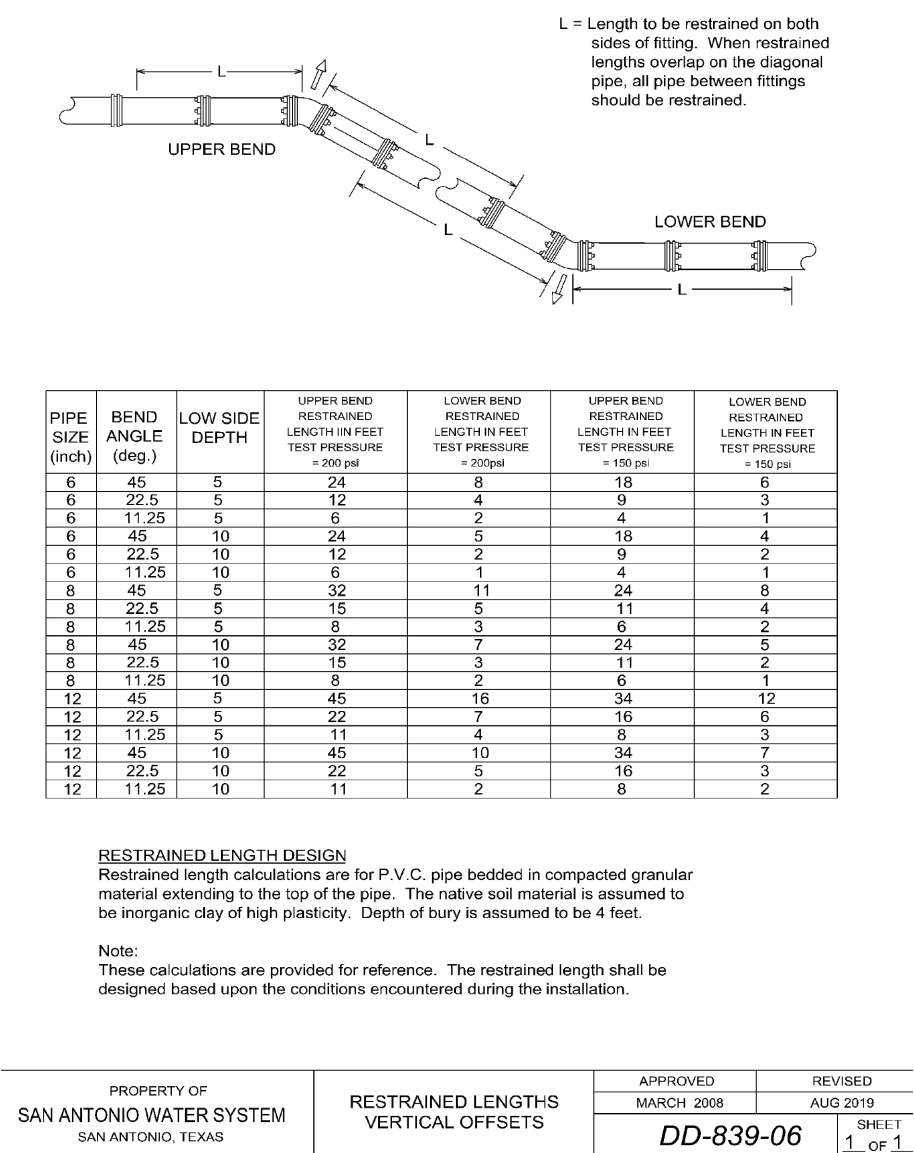 L = Length to be restrained on both
sides of fitting. When restrained
lengths overlap on the diagonal
pipe, all pipe between fittings
should be restrained.
L
UPPER BEND
L
L
LOWER BEND
L
PIPE SIZE (inch) BEND ANGLE (deg.) LOW SIDE DEPTH UPPER BEND RESTRAINED LENGTH IIN FEET TEST PRESSURE = 200 psi LOWER BEND RESTRAINED LENGTH IN FEET TEST PRESSURE = 200psi UPPER BEND RESTRAINED LENGTH IN FEET TEST PRESSURE = 150 psi LOWER BEND RESTRAINED LENGTH IN FEET TEST PRESSURE = 150 psi
6 45 5 24 8 18 6
6 22.5 5 12 4 9 3
6 11.25 5 6 2 4 1
6 45 10 24 5 18 4
6 22.5 10 12 2 9 2
6 11.25 10 6 1 4 1
8 45 5 32 11 24 8
8 22.5 5 15 5 11 4
8 11.25 5 8 3 6 2
8 45 10 32 7 24 5
8 22.5 10 15 3 11 2
8 11.25 10 8 2 6 1
12 45 5 45 16 34 12
12 22.5 5 22 7 16 6
12 11.25 5 11 4 8 3
12 45 10 45 10 34 7
12 22.5 10 22 5 16 3
12 11.25 10 11 2 8 2
RESTRAINED LENGTH DESIGN
Restrained length calculations are for P.V.C. pipe bedded in compacted granular
material extending to the top of the pipe. The native soil material is assumed to
be inorganic clay of high plasticity. Depth of bury is assumed to be 4 feet.
Note:
These calculations are provided for reference. The restrained length shall be
designed based upon the conditions encountered during the installation.
PROPERTY OF
SAN ANTONIO WATER SYSTEM
SAN ANTONIO, TEXAS
RESTRAINED LENGTHS
VERTICAL OFFSETS
APPROVED REVISED
MARCH 2008 AUG 2019
DD-839-06
SHEET
1 OF 1